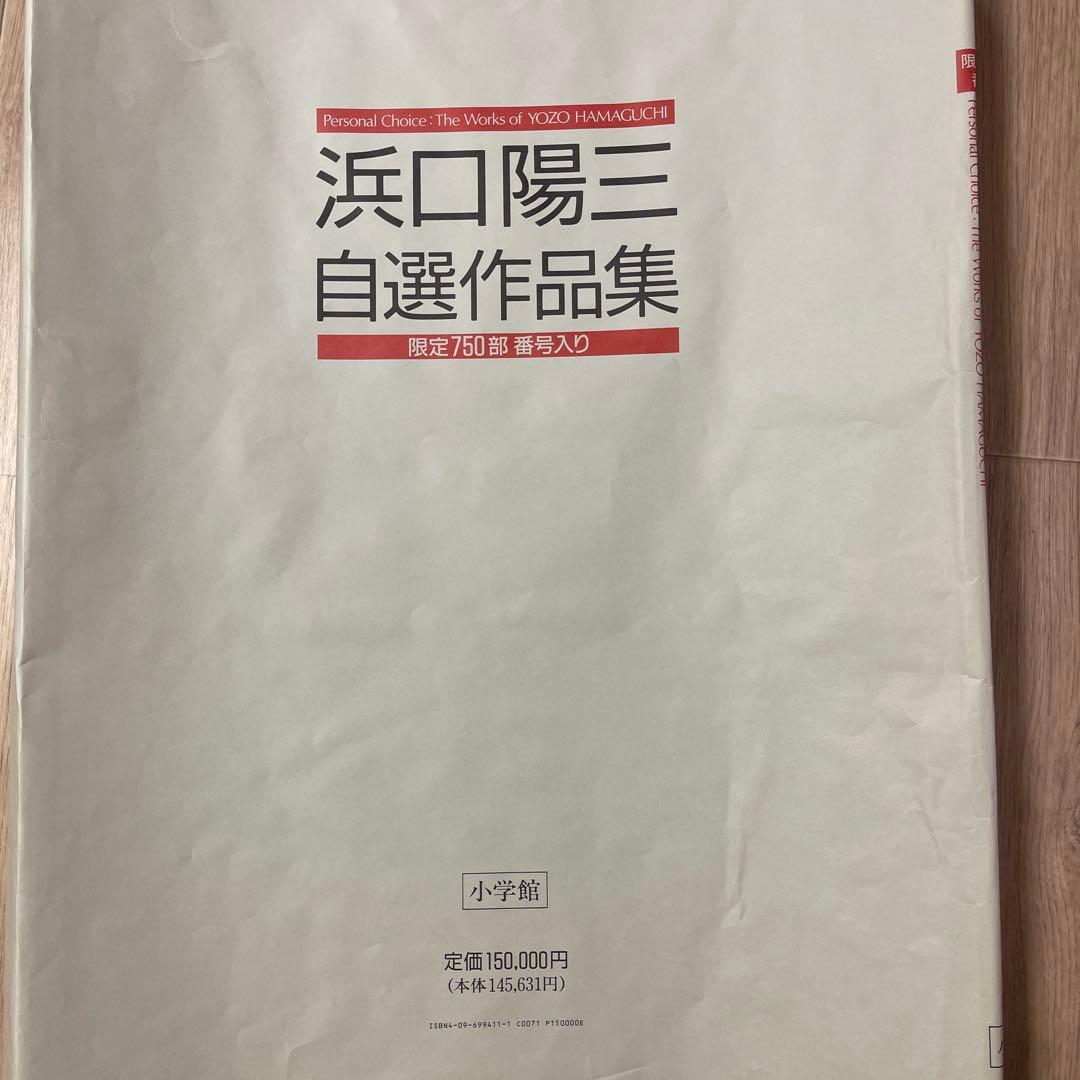 Personal Choice：The Works of YOZO HAMAGUCHI
浜口陽三
自選作品集
限定750部 番号入り
小学館
定価150,000円
(本体145,631円)
ISBN4-09-699411-1 C0071 P150000E
限
Personal Choice：The Works of YOZO HAMAGUCHI